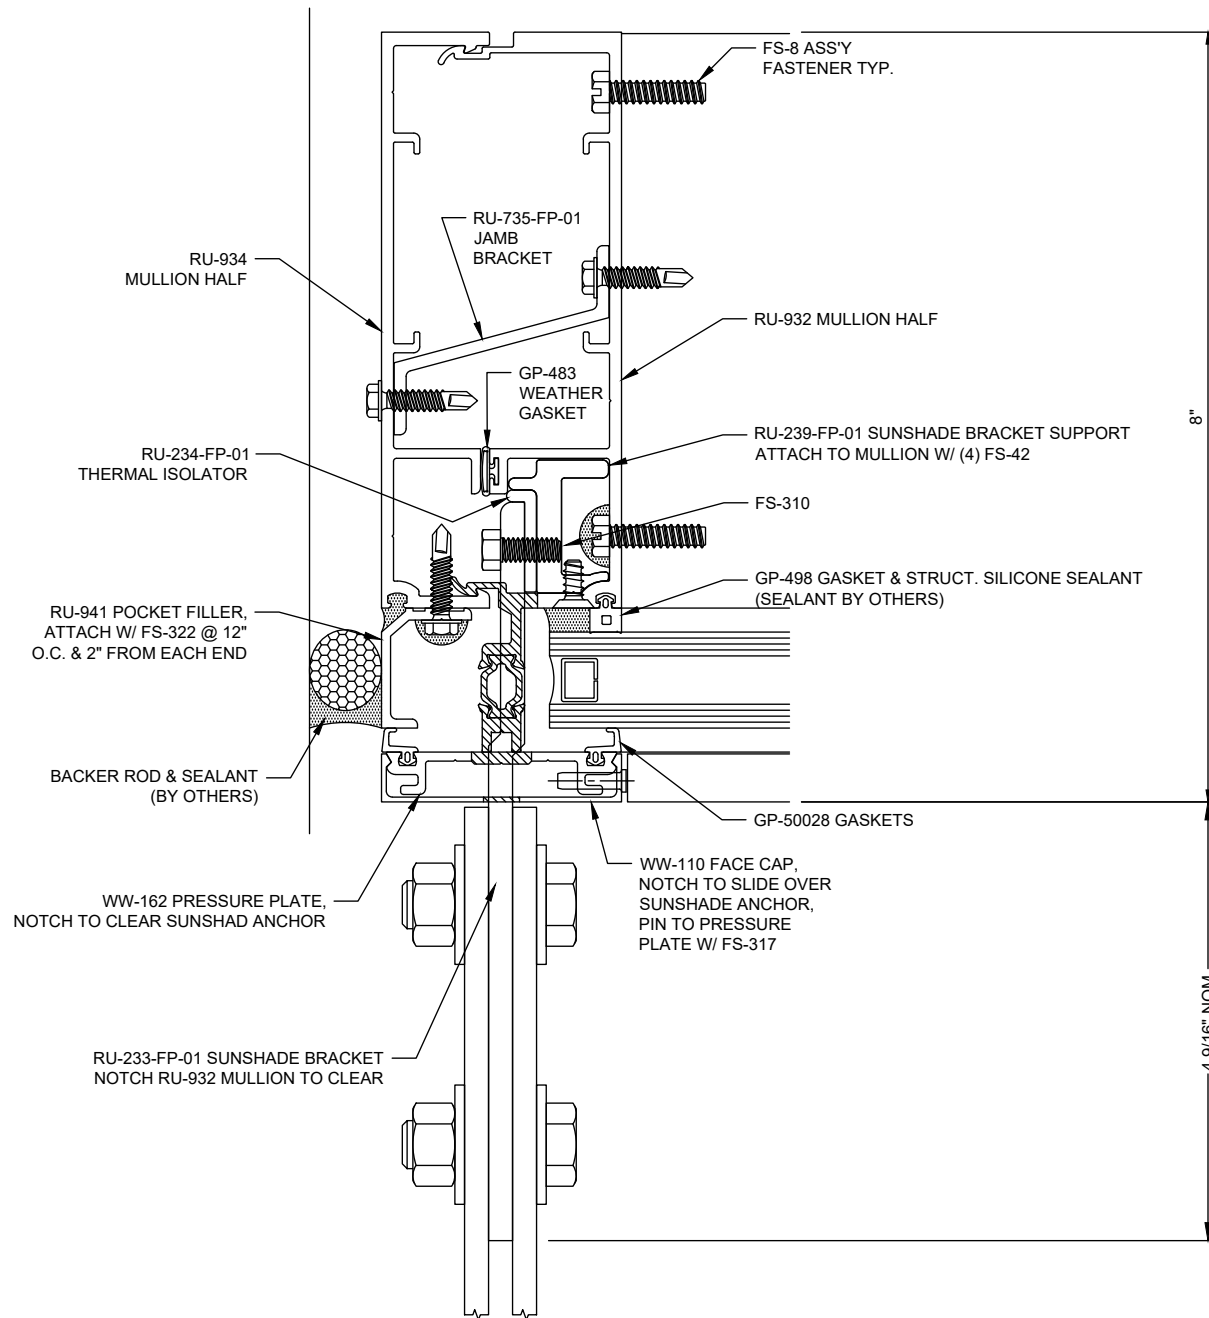 FS-8 ASS'Y
FASTENER TYP.
RU-735-FP-01
JAMB
BRACKET
RU-934
MULLION HALF
RU-932 MULLION HALF
GP-483
WEATHER
GASKET
8"
RU-239-FP-01 SUNSHADE BRACKET SUPPORT
ATTACH TO MULLION W/ (4) FS-42
RU-234-FP-01
THERMAL ISOLATOR
FS-310
GP-498 GASKET & STRUCT. SILICONE SEALANT
(SEALANT BY OTHERS)
RU-941 POCKET FILLER,
ATTACH W/ FS-322 @ 12"
O.C. & 2" FROM EACH END
BACKER ROD & SEALANT
(BY OTHERS)
GP-50028 GASKETS
WW-110 FACE CAP,
NOTCH TO SLIDE OVER
SUNSHADE ANCHOR,
PIN TO PRESSURE
PLATE W/ FS-317
WW-162 PRESSURE PLATE,
NOTCH TO CLEAR SUNSHAD ANCHOR
4 9/16" NOM
RU-233-FP-01 SUNSHADE BRACKET
NOTCH RU-932 MULLION TO CLEAR